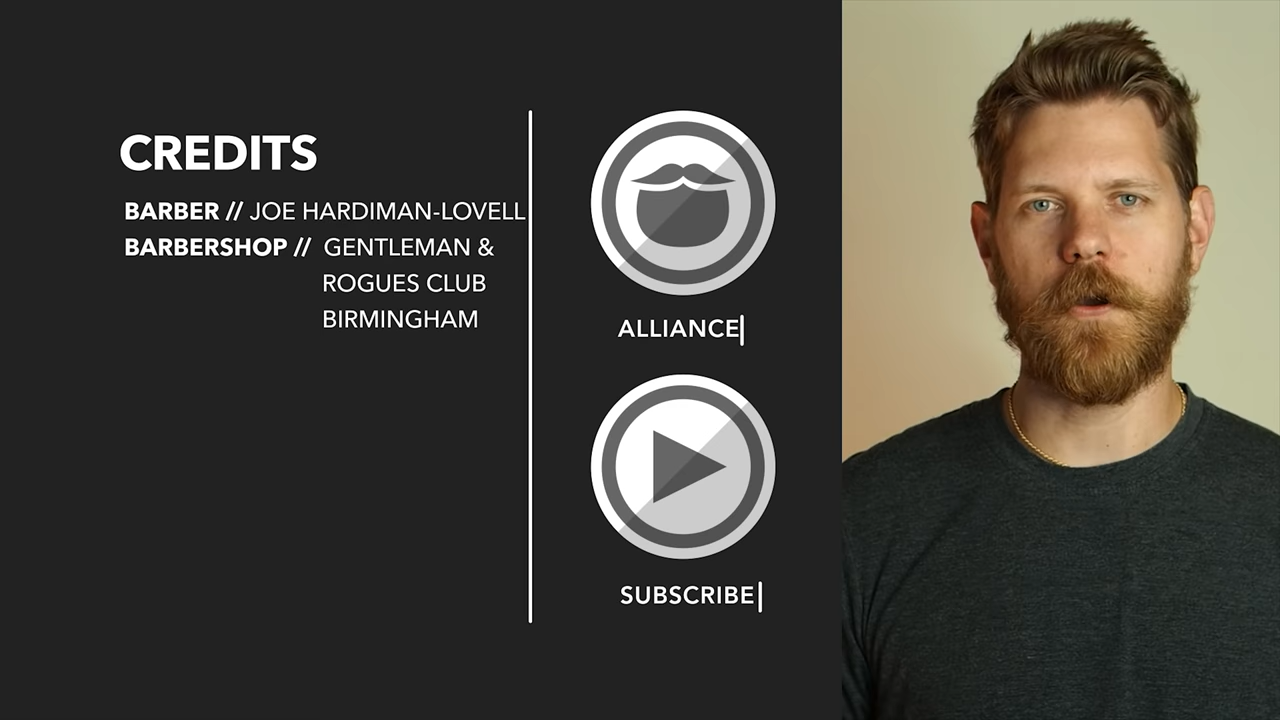 CREDITS
BARBER // JOE HARDIMAN-LOVELL
BARBERSHOP // GENTLEMAN &
ROGUES CLUB
BIRMINGHAM
ALLIANCE
SUBSCRIBE